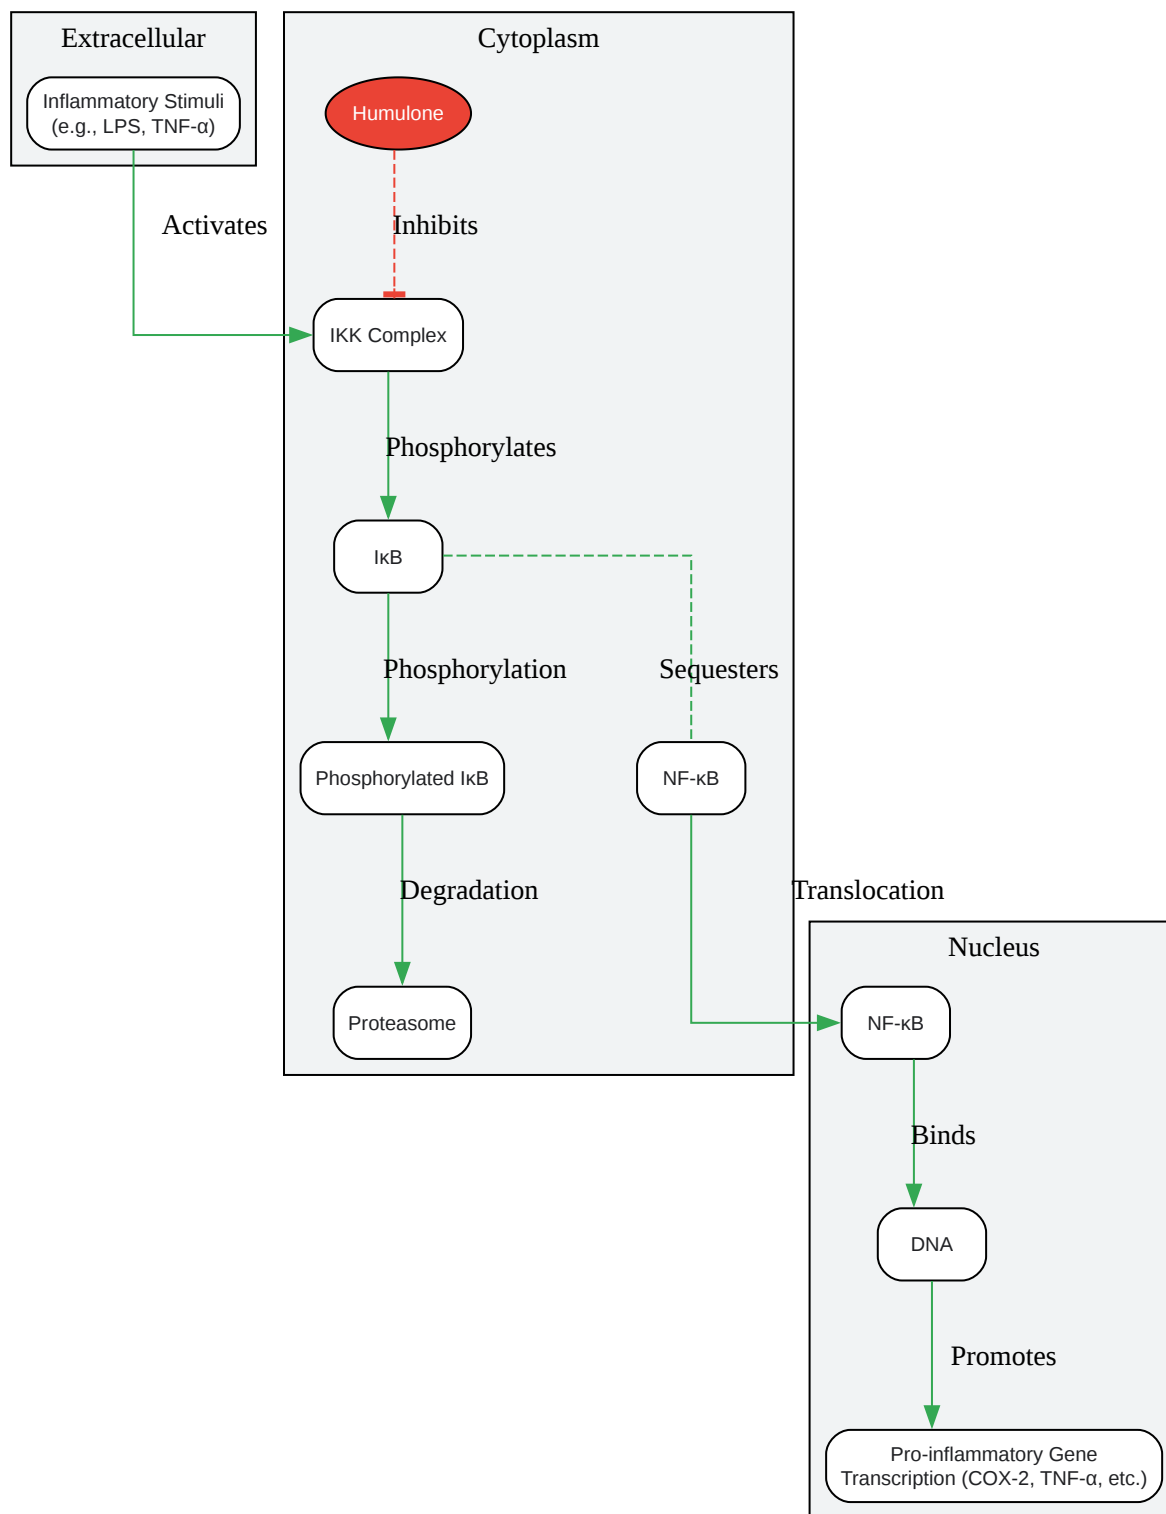 Extracellular
Inflammatory Stimuli
(e.g., LPS, TNF-α)
Activates
Cytoplasm
Humulone
Inhibits
IKK Complex
Phosphorylates
IκB
Phosphorylation
Sequesters
Phosphorylated IκB
NF-κB
Degradation
Translocation
Proteasome
Nucleus
NF-κB
Binds
DNA
Promotes
Pro-inflammatory Gene
Transcription (COX-2, TNF-α, etc.)